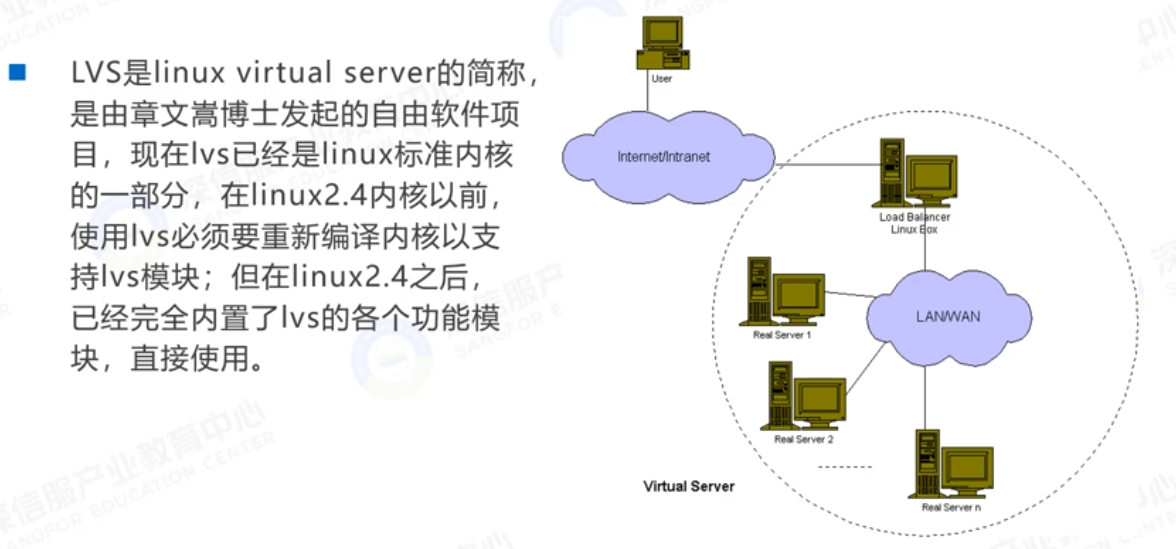 LVS是linux virtual server的简称，
是由章文嵩博士发起的自由软件项
目，现在lvs已经是linux标准内核
的一部分，在linux2.4内核以前，
使用lvs必须要重新编译内核以支
持lvs模块；但在linux2.4之后，
已经完全内置了lvs的各个功能模
块，直接使用。
User
Internet/Intranet
Load Balancer
Linux Box
LAN/WAN
Real Server 1
Real Server 2
Real Server n
Virtual Server
深信服产业教育中心
SANGFOR EDUCATION CENTER